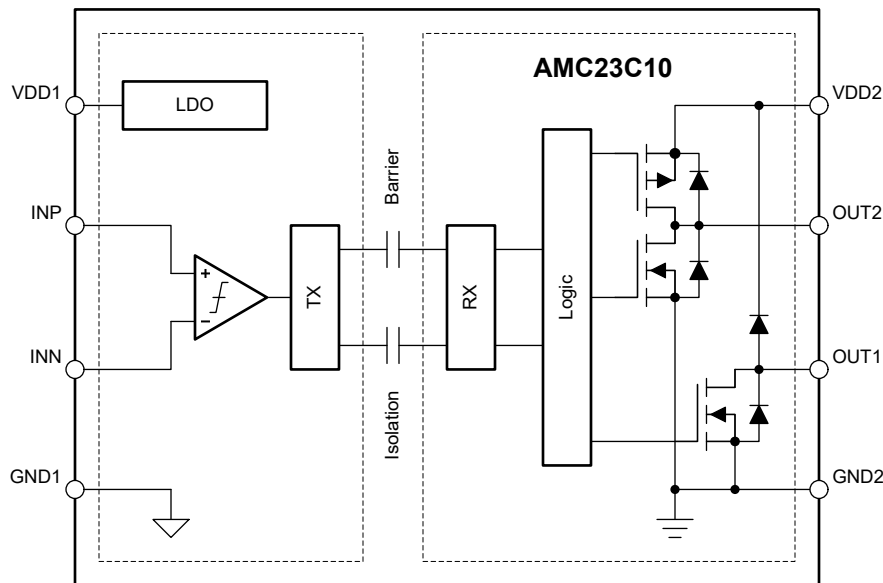 AMC23C10
VDD1
LDO
VDD2
Barrier
INP
OUT2
+
TX
RX
Logic
−
INN
OUT1
Isolation
GND1
GND2